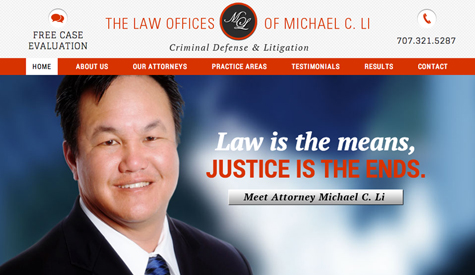 FREE CASE
EVALUATION
THE LAW OFFICES
ML
OF MICHAEL C. LI
Criminal Defense & Litigation
707.321.5287
HOME ABOUT US OUR ATTORNEYS PRACTICE AREAS TESTIMONIALS RESULTS CONTACT
Law is the means,
JUSTICE IS THE ENDS.
Meet Attorney Michael C. Li